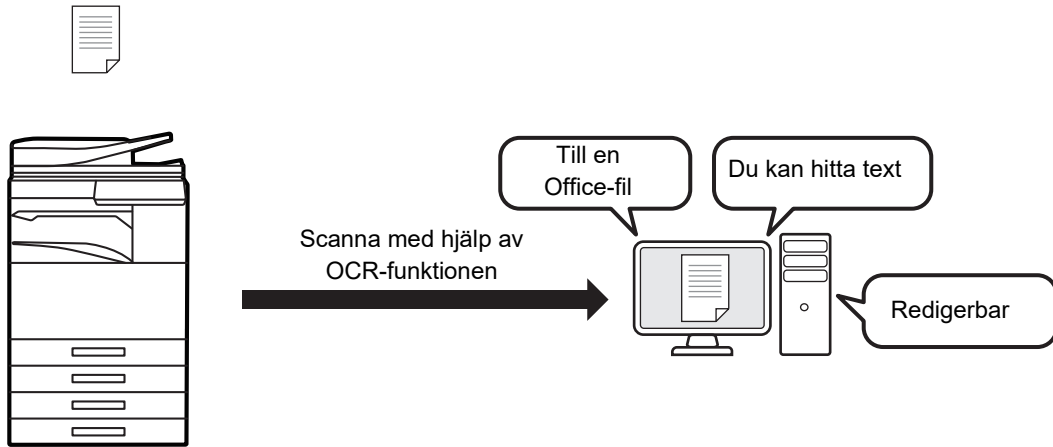 Till en
Office-fil
Du kan hitta text
Scanna med hjälp av
OCR-funktionen
Redigerbar